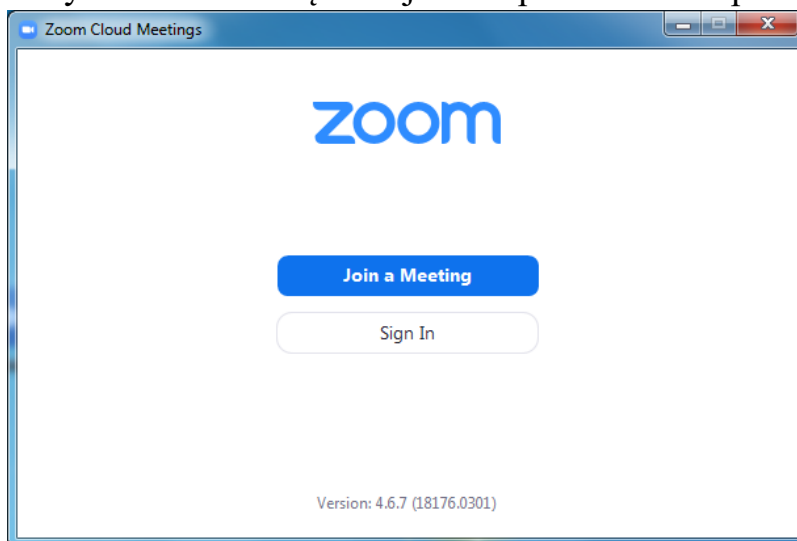 Zoom Cloud Meetings
zoom
Join a Meeting
Sign In
Version: 4.6.7 (18176.0301)